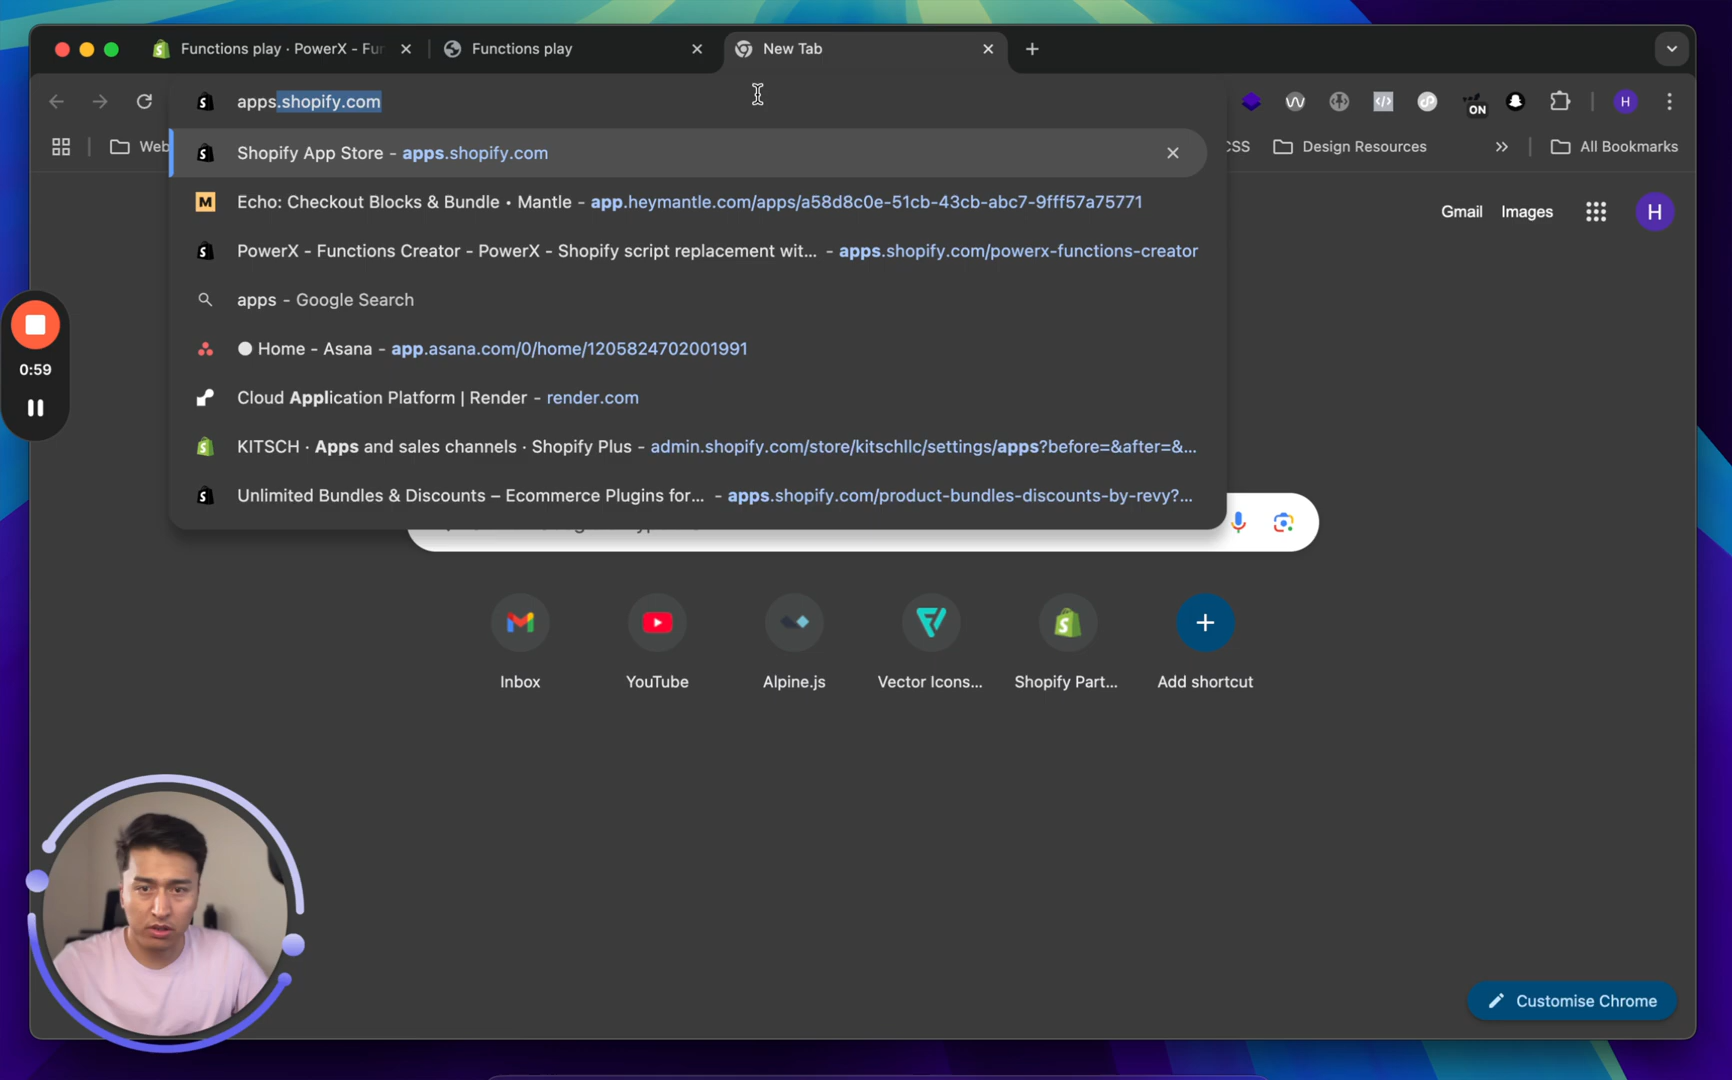 Functions play · PowerX - Fu
Functions play
New Tab
apps.shopify.com
ON
H
Web
Shopify App Store - apps.shopify.com
CSS
Design Resources
All Bookmarks
Echo: Checkout Blocks & Bundle • Mantle - app.heymantle.com/apps/a58d8c0e-51cb-43cb-abc7-9fff57a75771
M
Gmail
Images
H
PowerX - Functions Creator - PowerX - Shopify script replacement wit... - apps.shopify.com/powerx-functions-creator
apps - Google Search
Home - Asana - app.asana.com/0/home/1205824702001991
0:59
Cloud Application Platform | Render - render.com
KITSCH · Apps and sales channels · Shopify Plus - admin.shopify.com/store/kitschllc/settings/apps?before=&after=&...
Unlimited Bundles & Discounts – Ecommerce Plugins for... - apps.shopify.com/product-bundles-discounts-by-revy?...
Inbox
YouTube
Alpine.js
Vector Icons...
Shopify Part...
Add shortcut
Customise Chrome